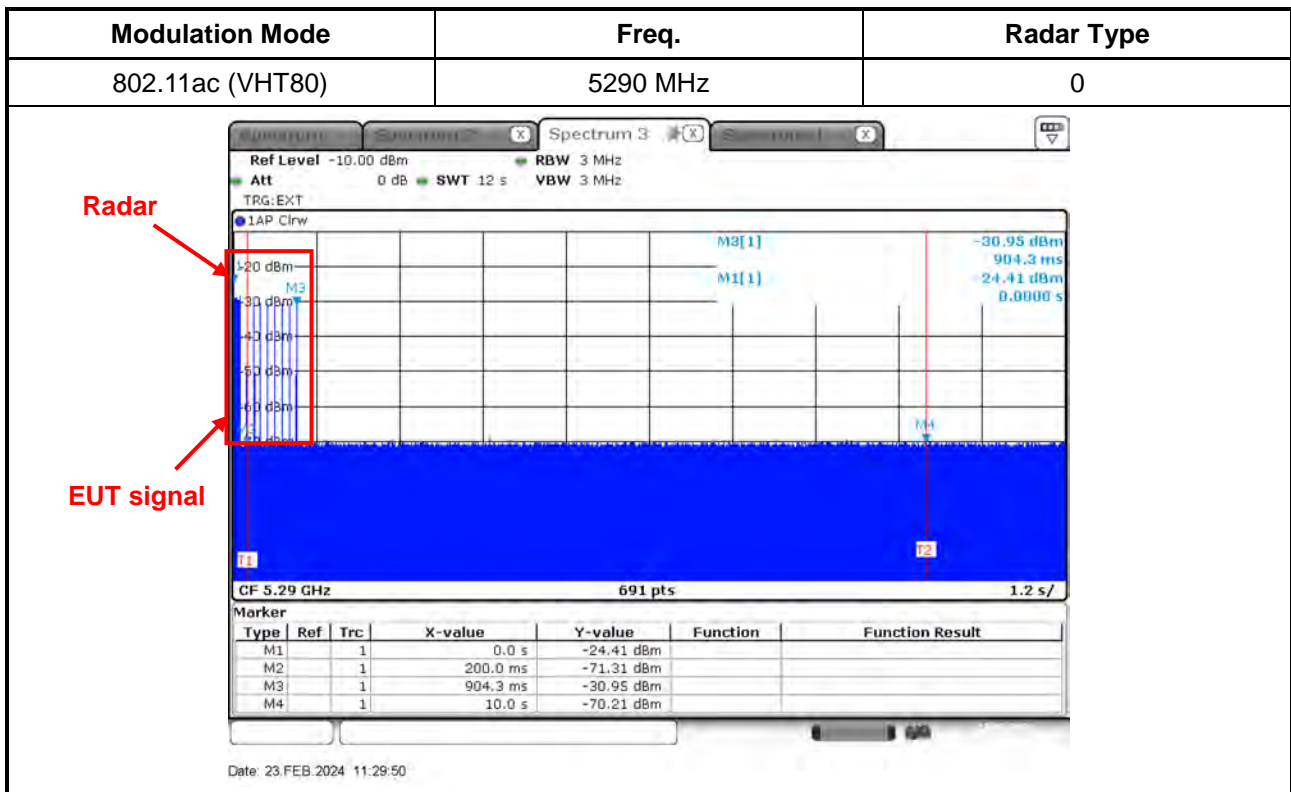 Modulation Mode Freq. Radar Type
802.11ac (VHT80) 5290 MHz 0
Spectrum 3
Ref Level -10.00 dBm RBW 3 MHz
Att 0 dB SWT 12 s VBW 3 MHz
TRG:EXT
Radar
1AP Clrw
M3[1] -30.95 dBm
904.3 ms
-20 dBm
M1[1] -24.41 dBm
0.0000 s
M3
-30 dBm
-40 dBm
-50 dBm
-60 dBm
M4
EUT signal
T1 T2
CF 5.29 GHz 691 pts 1.2 s/
Marker
Type Ref Trc X-value Y-value Function Function Result
M1 1 0.0 s -24.41 dBm
M2 1 200.0 ms -71.31 dBm
M3 1 904.3 ms -30.95 dBm
M4 1 10.0 s -70.21 dBm
Date: 23.FEB.2024 11:29:50